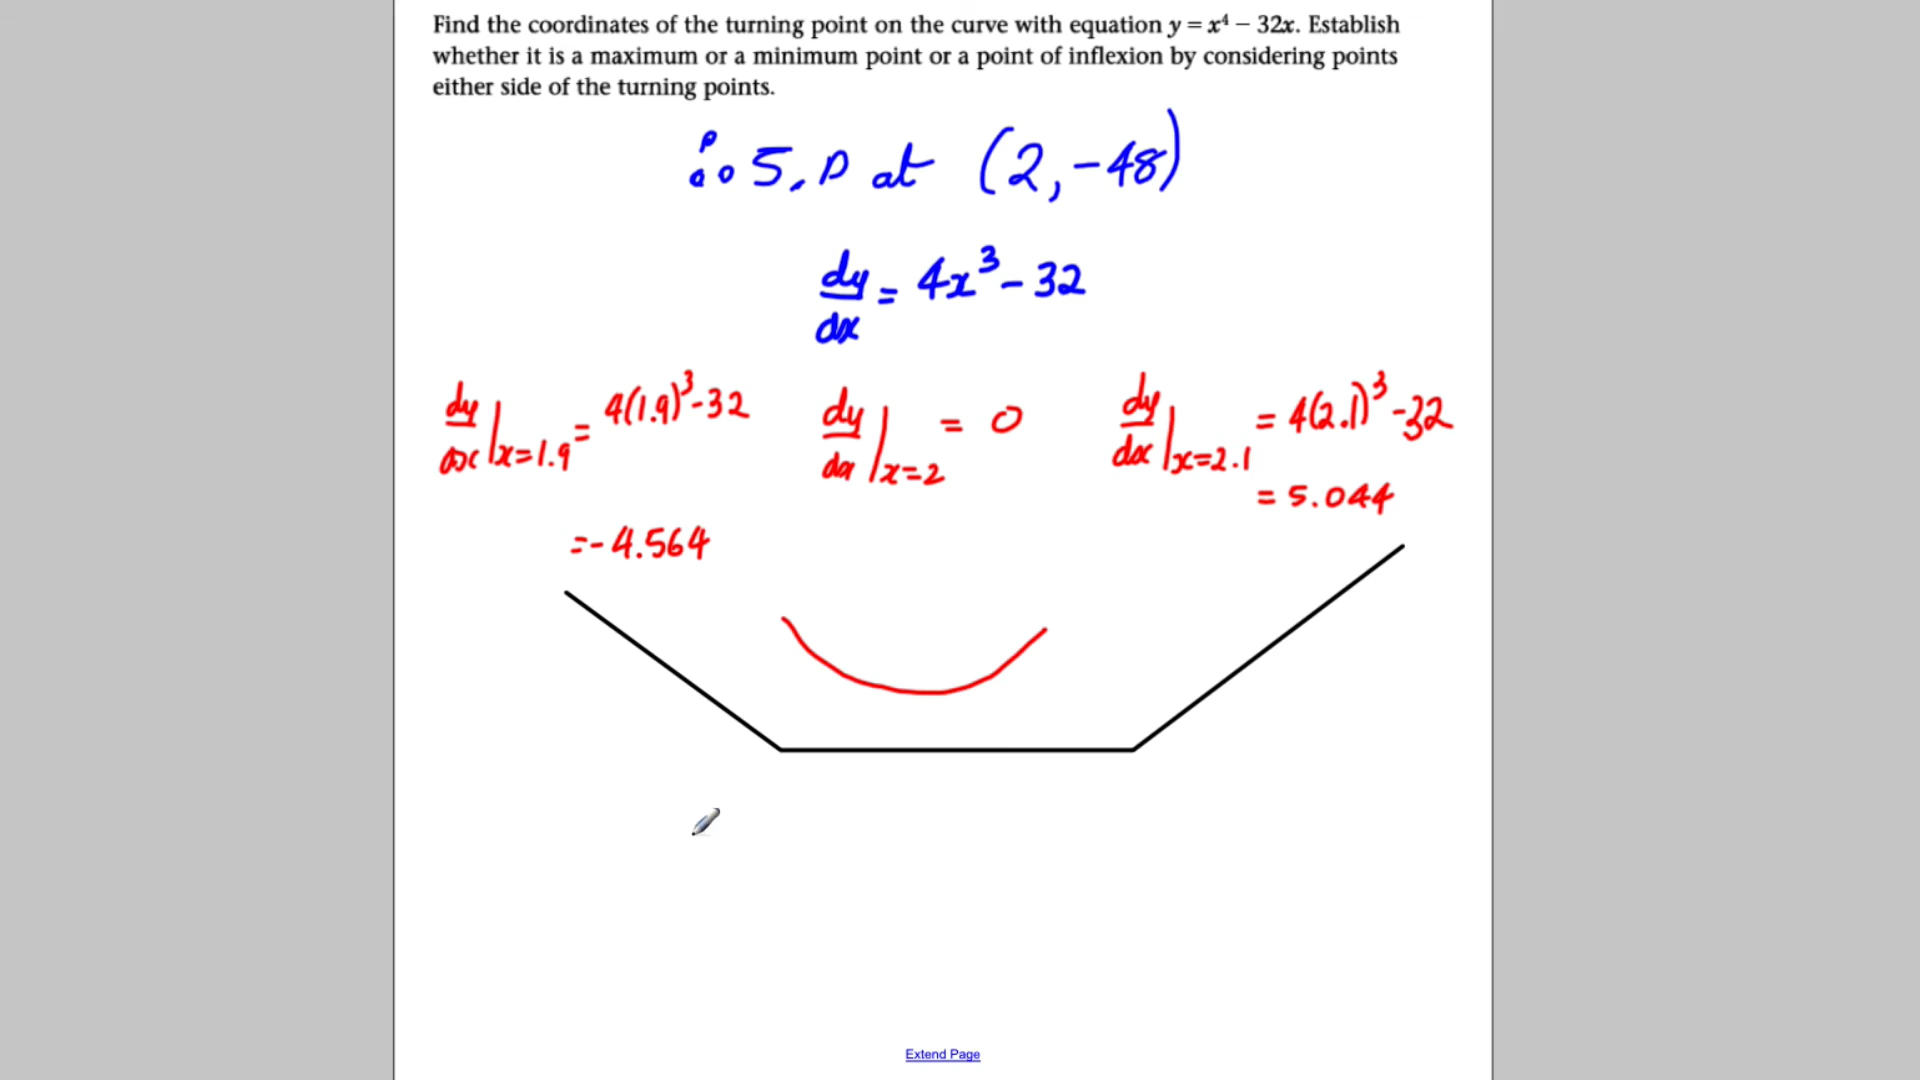 Find the coordinates of the turning point on the curve with equation y = x⁴ – 32x. Establish
whether it is a maximum or a minimum point or a point of inflexion by considering points
either side of the turning points.
∴ S.P at (2, -48)
dy/dx = 4x³ - 32
dy/dx|x=1.9 = 4(1.9)³-32
dy/dx|x=2 = 0
dy/dx|x=2.1 = 4(2.1)³-32
= 5.044
=-4.564
Extend Page